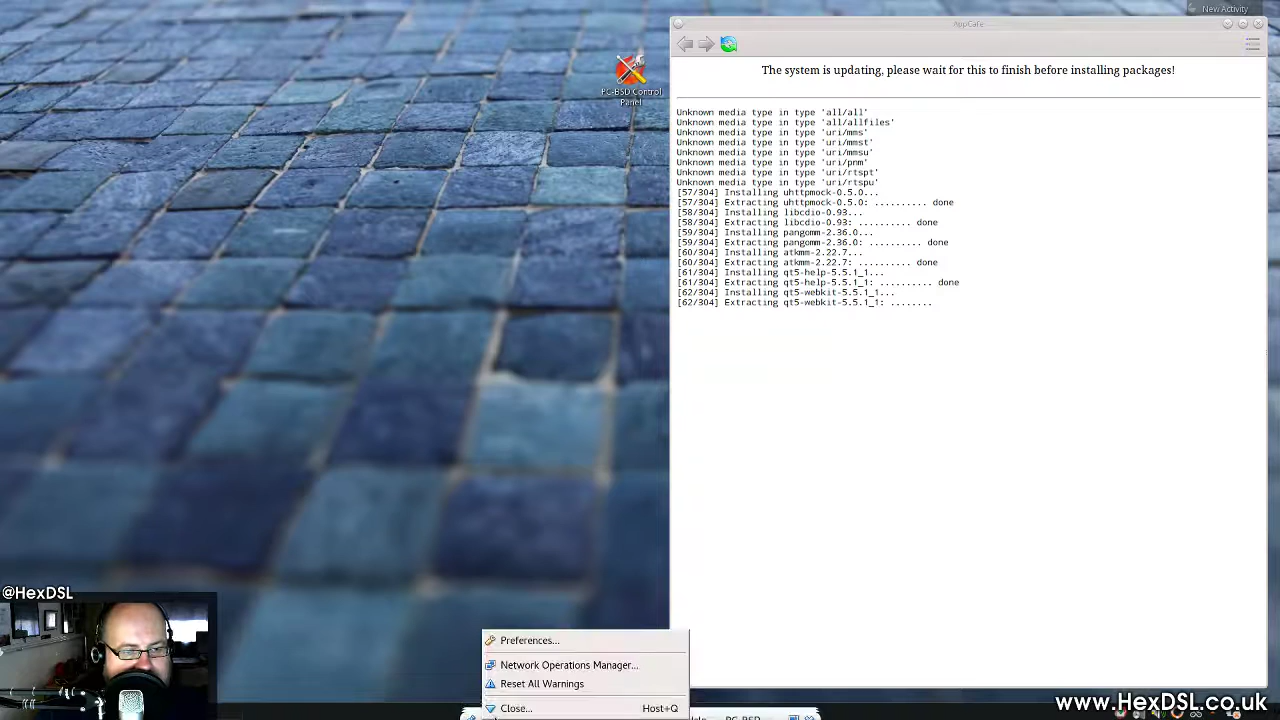 New Activity
AppCafe
The system is updating, please wait for this to finish before installing packages!
PC-BSD Control
Panel
Unknown media type in type 'all/all'
Unknown media type in type 'all/allfiles'
Unknown media type in type 'uri/mms'
Unknown media type in type 'uri/mmst'
Unknown media type in type 'uri/mmsu'
Unknown media type in type 'uri/pnm'
Unknown media type in type 'uri/rtspt'
Unknown media type in type 'uri/rtspu'
[57/304] Installing uhttpmock-0.5.0...
[57/304] Extracting uhttpmock-0.5.0: .......... done
[58/304] Installing libcdio-0.93...
[58/304] Extracting libcdio-0.93: .......... done
[59/304] Installing pangomm-2.36.0...
[59/304] Extracting pangomm-2.36.0: .......... done
[60/304] Installing atkmm-2.22.7...
[60/304] Extracting atkmm-2.22.7: .......... done
[61/304] Installing qt5-help-5.5.1_1...
[61/304] Extracting qt5-help-5.5.1_1: .......... done
[62/304] Installing qt5-webkit-5.5.1_1...
[62/304] Extracting qt5-webkit-5.5.1_1: ........
@HexDSL
Preferences...
Network Operations Manager...
Reset All Warnings
Close... Host+Q
www.HexDSL.co.uk